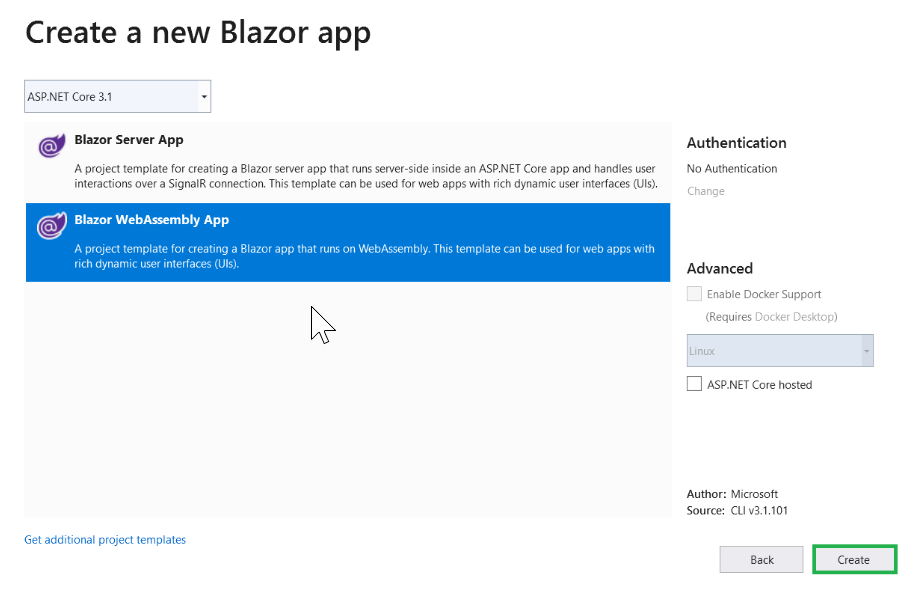 Create a new Blazor app
ASP.NET Core 3.1
Blazor Server App
A project template for creating a Blazor server app that runs server-side inside an ASP.NET Core app and handles user
interactions over a SignalR connection. This template can be used for web apps with rich dynamic user interfaces (UIs).
Blazor WebAssembly App
A project template for creating a Blazor app that runs on WebAssembly. This template can be used for web apps with
rich dynamic user interfaces (UIs).
Get additional project templates
Authentication
No Authentication
Change
Advanced
Enable Docker Support
(Requires Docker Desktop)
Linux
ASP.NET Core hosted
Author: Microsoft
Source: CLI v3.1.101
Back
Create